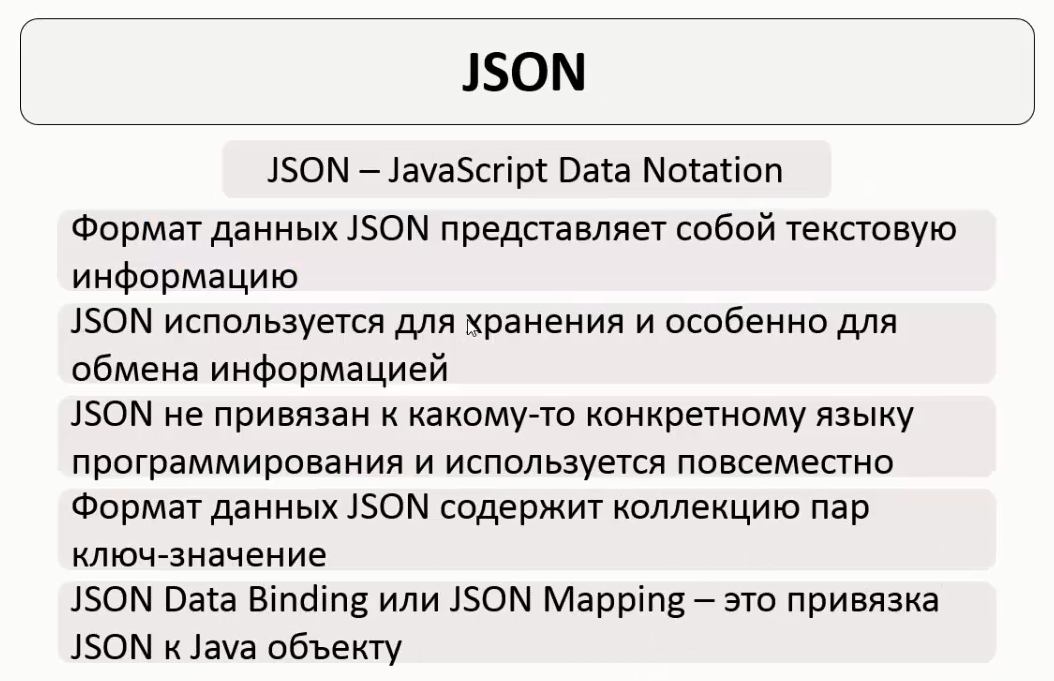 JSON
JSON – JavaScript Data Notation
Формат данных JSON представляет собой текстовую
информацию
JSON используется для хранения и особенно для
обмена информацией
JSON не привязан к какому-то конкретному языку
программирования и используется повсеместно
Формат данных JSON содержит коллекцию пар
ключ-значение
JSON Data Binding или JSON Mapping – это привязка
JSON к Java объекту